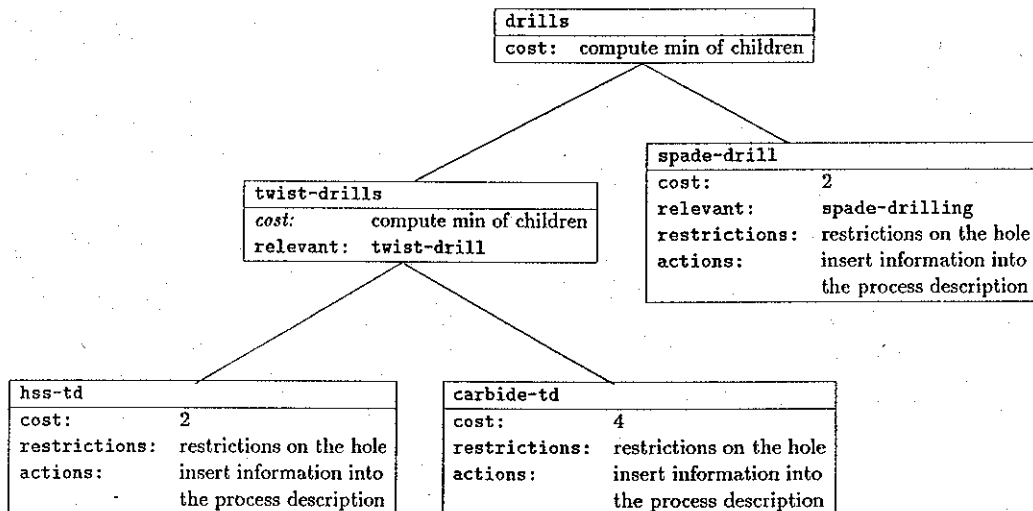 drills
cost: compute min of children
spade-drill
cost: 2
relevant: spade-drilling
restrictions: restrictions on the hole
actions: insert information into
the process description
twist-drills
cost: compute min of children
relevant: twist-drill
hss-td
cost: 2
restrictions: restrictions on the hole
actions: insert information into
the process description
carbide-td
cost: 4
restrictions: restrictions on the hole
actions: insert information into
the process description